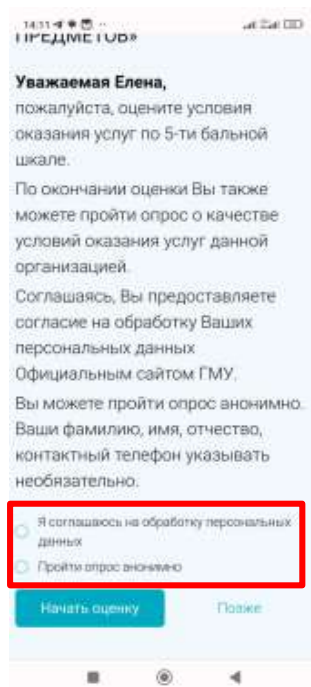 14:11
ПРЕДМЕТОВ»
Уважаемая Елена,
пожалуйста, оцените условия
оказания услуг по 5-ти бальной
шкале.
По окончании оценки Вы также
можете пройти опрос о качестве
условий оказания услуг данной
организацией.
Соглашаясь, Вы предоставляете
согласие на обработку Ваших
персональных данных
Официальным сайтом ГМУ.
Вы можете пройти опрос анонимно.
Ваши фамилию, имя, отчество,
контактный телефон указывать
необязательно.
Я соглашаюсь на обработку персональных
данных
Пройти опрос анонимно
Начать оценку
Позже